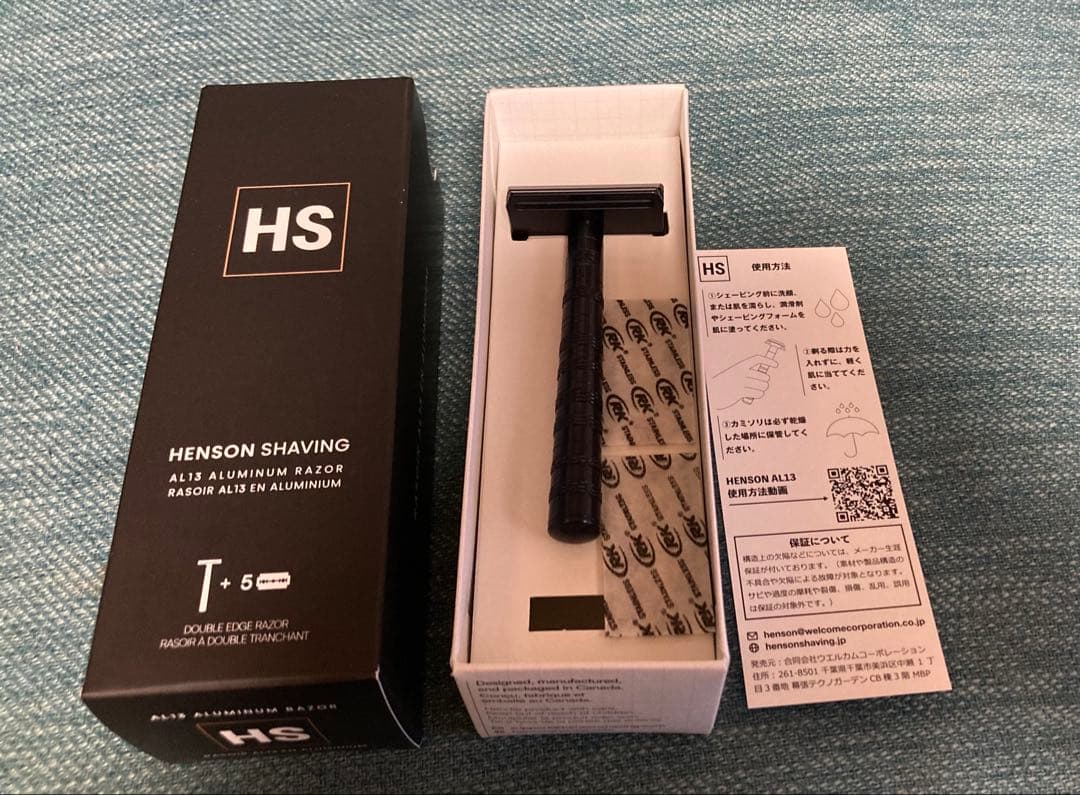 HS
HENSON SHAVING
AL13 ALUMINUM RAZOR
RASOIR AL13 EN ALUMINIUM
+ 5
DOUBLE EDGE RAZOR
RASOIR A DOUBLE TRANCHANT
AL13 ALUMINUM RAZOR
HS
RK STAINLESS
Designed, manufactured,
and packaged in Canada.
Conçu, fabriqué et
emballé au Canada.
HS 使用方法
①シェービング前に洗顔、
または肌を濡らし、潤滑剤
やシェービングフォームを
肌に塗ってください。
②剃る際は力を
入れずに、軽く
肌に当ててくだ
さい。
③カミソリは必ず乾燥
した場所に保管してく
ださい。
HENSON AL13
使用方法動画
保証について
構造上の欠陥などについては、メーカー生涯
保証が付いております。（素材や製品構造の
不具合や欠陥による故障が対象となります。
サビや過度の摩耗や裂傷、損傷、乱用、誤用
は保証の対象外です。）
henson@welcomecorporation.co.jp
hensonshaving.jp
発売元：合同会社ウエルカムコーポレーション
住所：261-8501 千葉県千葉市美浜区中瀬 1 丁
目 3 番地 幕張テクノガーデン CB 棟 3 階 MBP